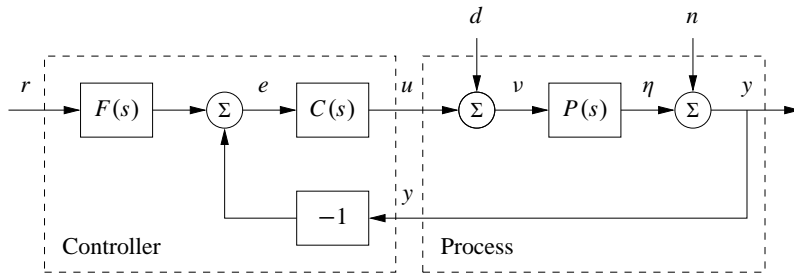 d n
r F(s) Σ e C(s) u Σ ν P(s) η Σ y
y
−1
Controller Process